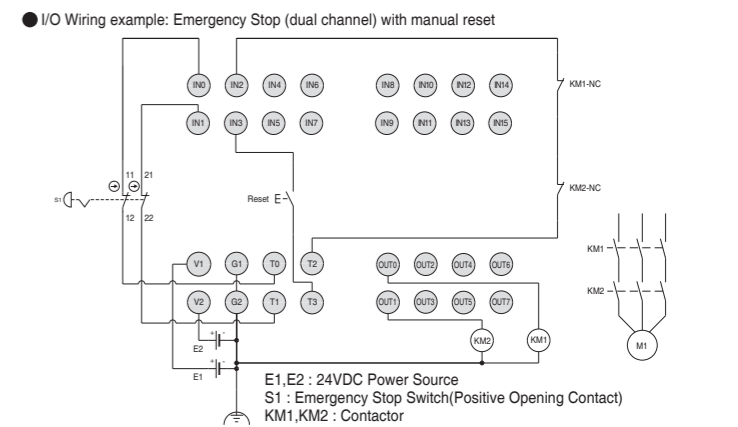 ● I/O Wiring example: Emergency Stop (dual channel) with manual reset
IN0 IN2 IN4 IN6 IN8 IN10 IN12 IN14
KM1-NC
IN1 IN3 IN5 IN7 IN9 IN11 IN13 IN15
11 21
S1
12 22
Reset
KM2-NC
V1 G1 T0 T2 OUT0 OUT2 OUT4 OUT6
KM1
V2 G2 T1 T3 OUT1 OUT3 OUT5 OUT7
KM2
+ -
E2
KM2 KM1
M1
+ -
E1
E1,E2 : 24VDC Power Source
S1 : Emergency Stop Switch(Positive Opening Contact)
KM1,KM2 : Contactor